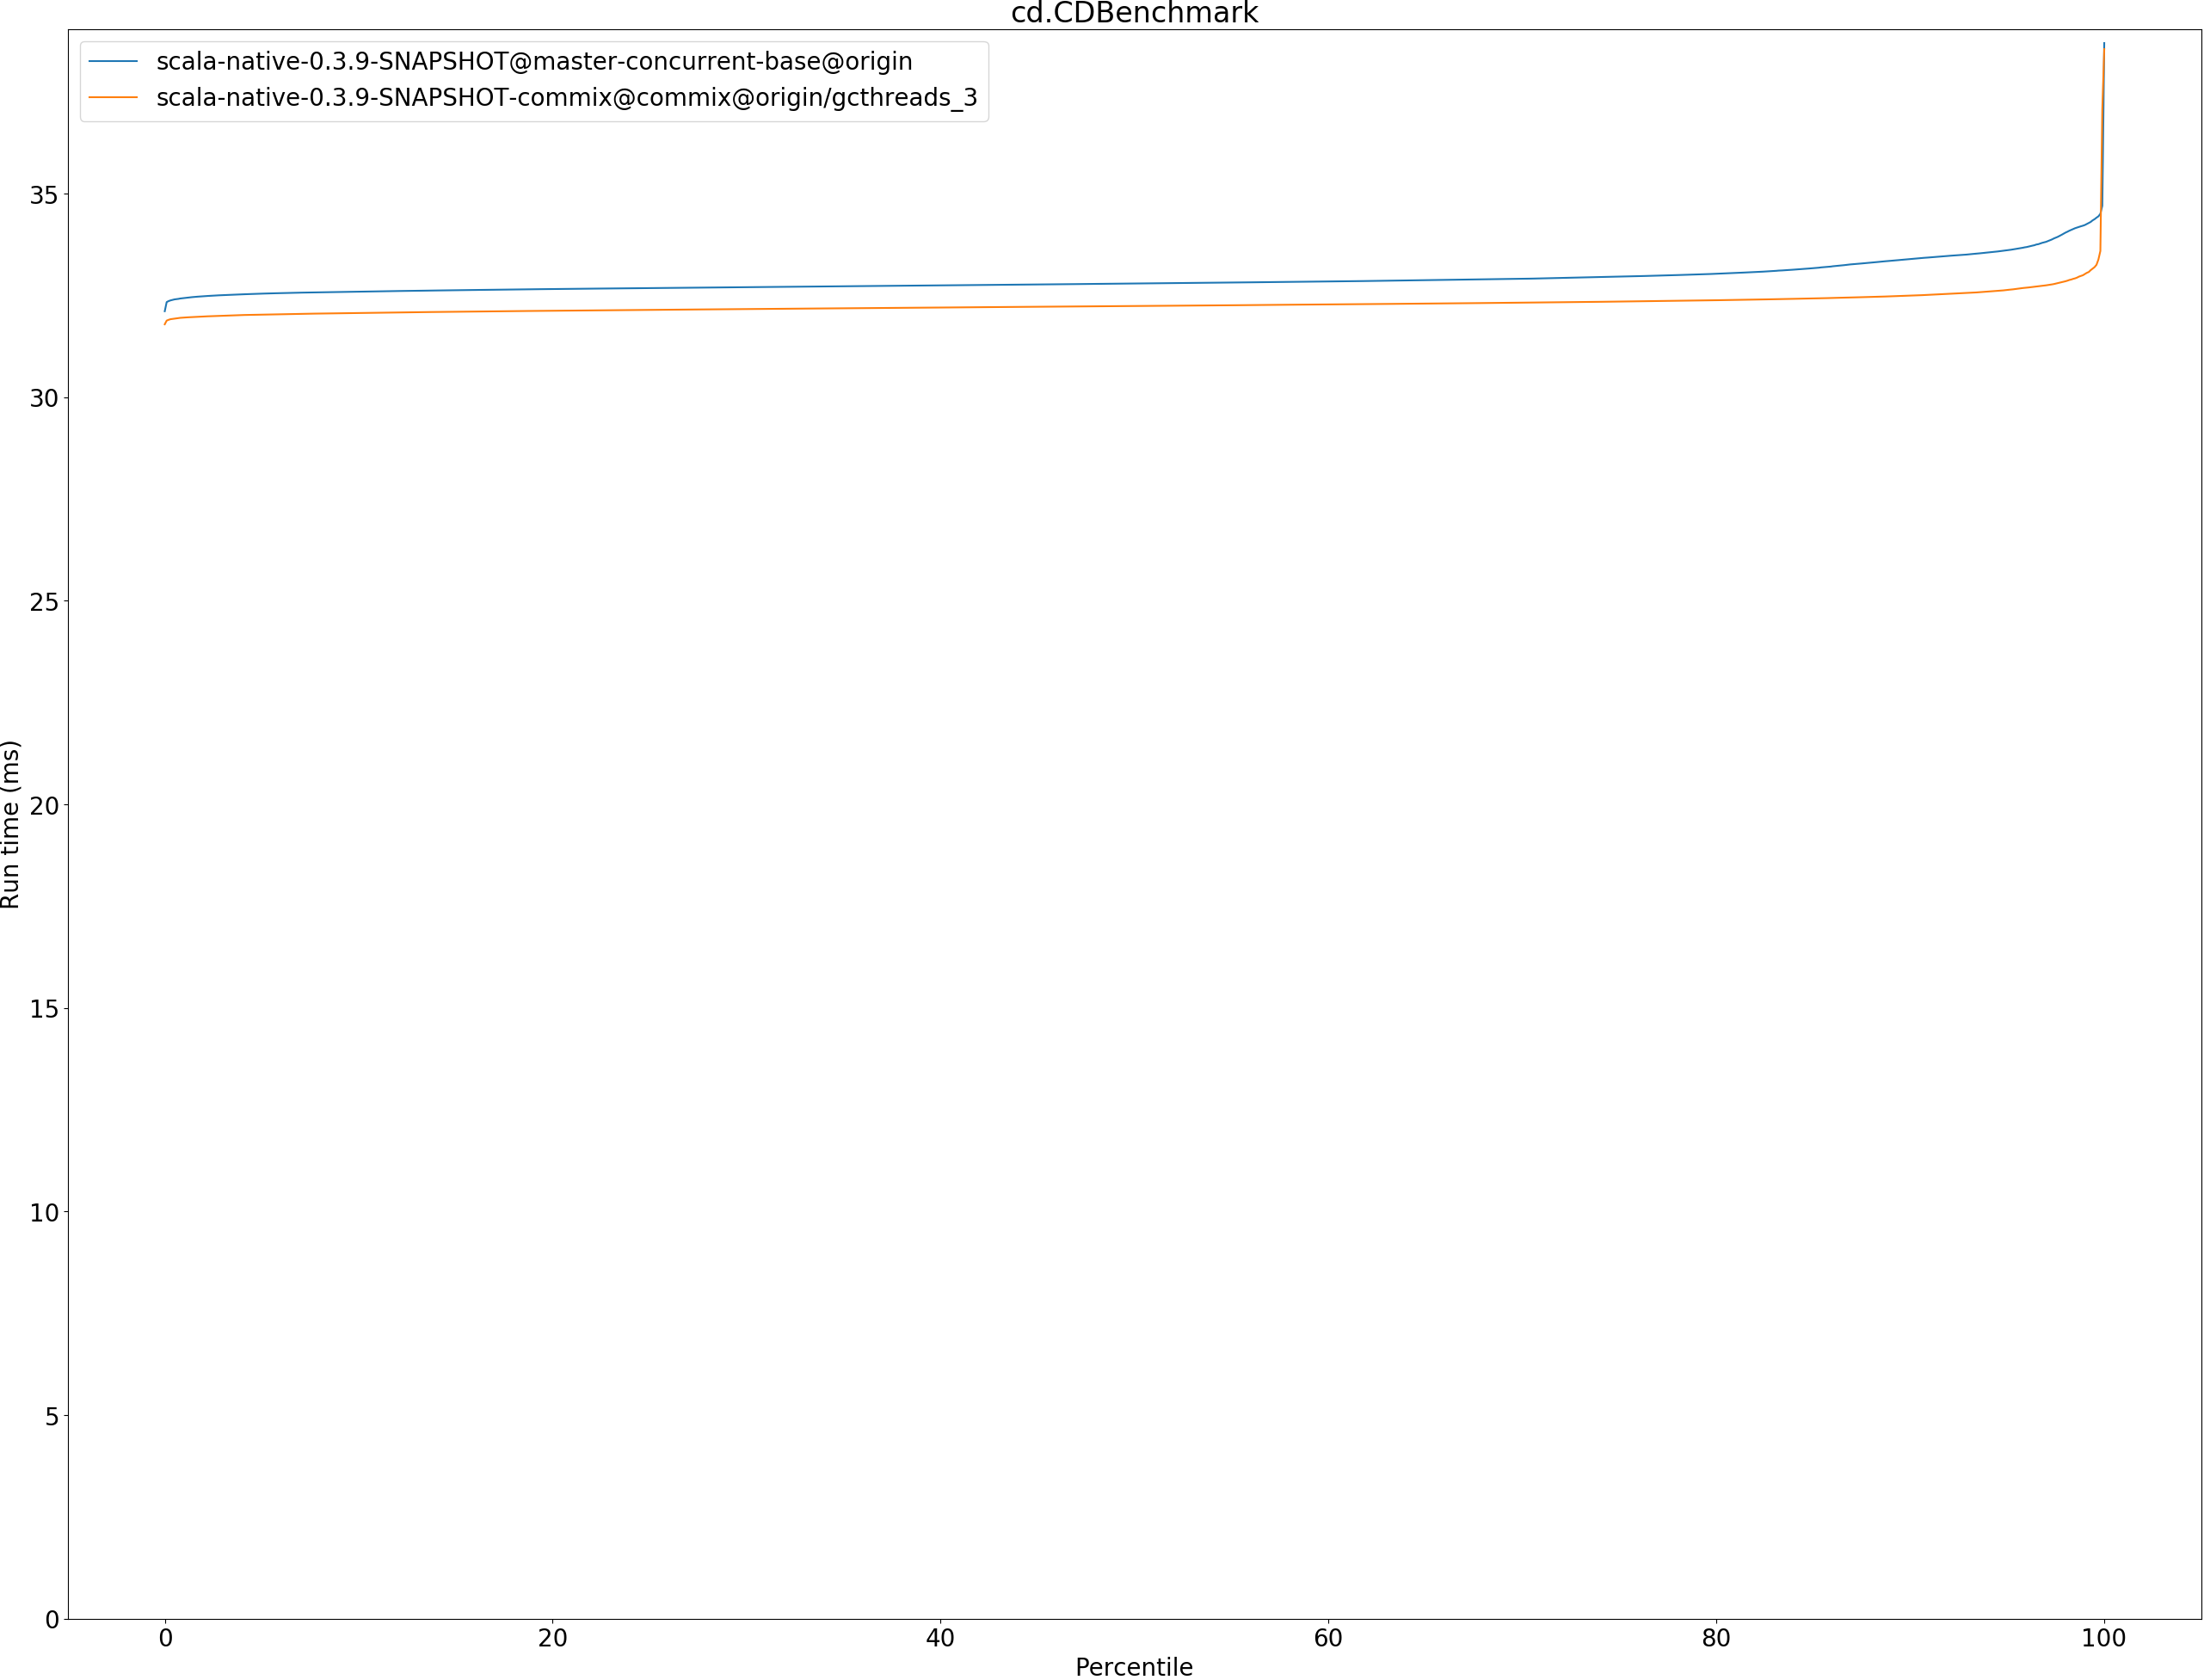 cd.CDBenchmark
scala-native-0.3.9-SNAPSHOT@master-concurrent-base@origin
scala-native-0.3.9-SNAPSHOT-commix@commix@origin/gcthreads_3
35
30
25
20
15
10
5
0
Run time (ms)
0 20 40 60 80 100
Percentile